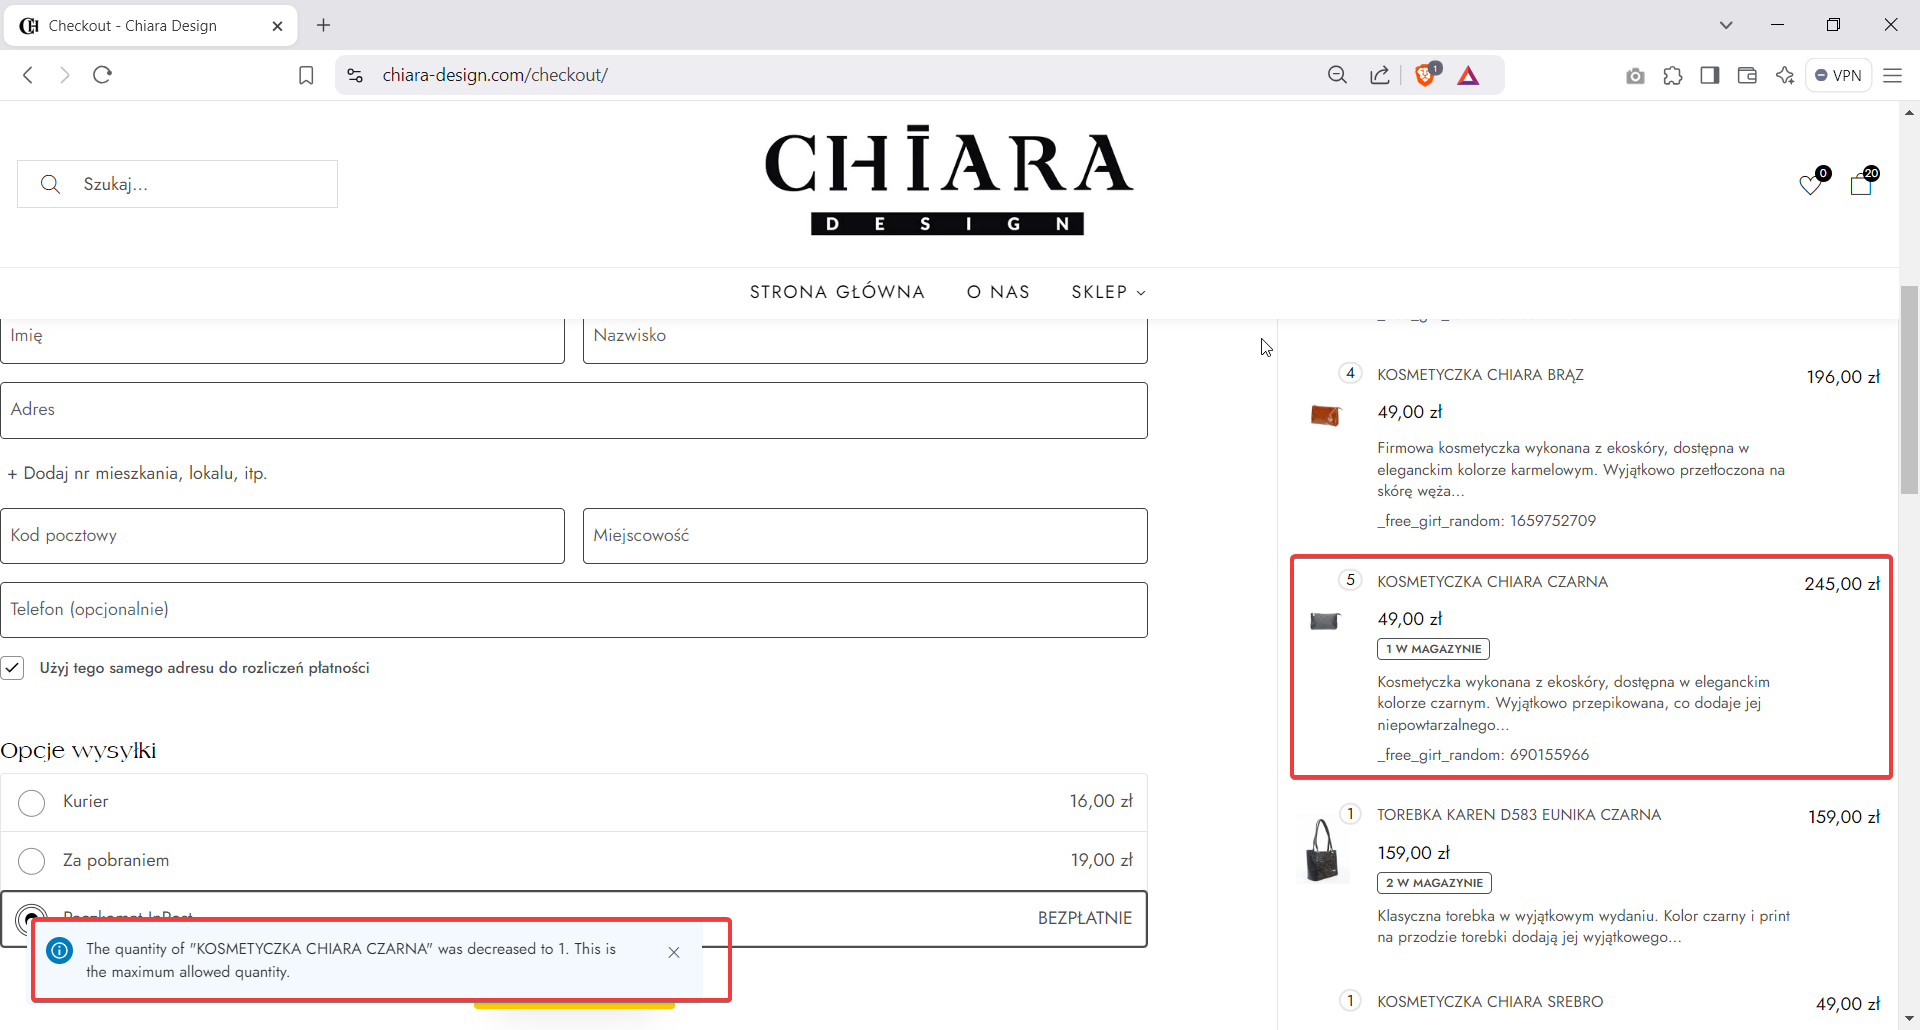 Checkout - Chiara Design
chiara-design.com/checkout/
1
VPN
Szukaj...
CHIARA
DESIGN
0
20
STRONA GŁÓWNA
O NAS
SKLEP
Imię
Nazwisko
Adres
+ Dodaj nr mieszkania, lokalu, itp.
Kod pocztowy
Miejscowość
Telefon (opcjonalnie)
Użyj tego samego adresu do rozliczeń płatności
Opcje wysyłki
Kurier
16,00 zł
Za pobraniem
19,00 zł
BEZPŁATNIE
The quantity of "KOSMETYCZKA CHIARA CZARNA" was decreased to 1. This is
the maximum allowed quantity.
4
KOSMETYCZKA CHIARA BRĄZ
196,00 zł
49,00 zł
Firmowa kosmetyczka wykonana z ekoskóry, dostępna w
eleganckim kolorze karmelowym. Wyjątkowo przetłoczona na
skórę węża...
_free_girt_random: 1659752709
5
KOSMETYCZKA CHIARA CZARNA
245,00 zł
49,00 zł
1 W MAGAZYNIE
Kosmetyczka wykonana z ekoskóry, dostępna w eleganckim
kolorze czarnym. Wyjątkowo przepikowana, co dodaje jej
niepowtarzalnego...
_free_girt_random: 690155966
1
TOREBKA KAREN D583 EUNIKA CZARNA
159,00 zł
159,00 zł
2 W MAGAZYNIE
Klasyczna torebka w wyjątkowym wydaniu. Kolor czarny i print
na przodzie torebki dodają jej wyjątkowego...
1
KOSMETYCZKA CHIARA SREBRO
49,00 zł